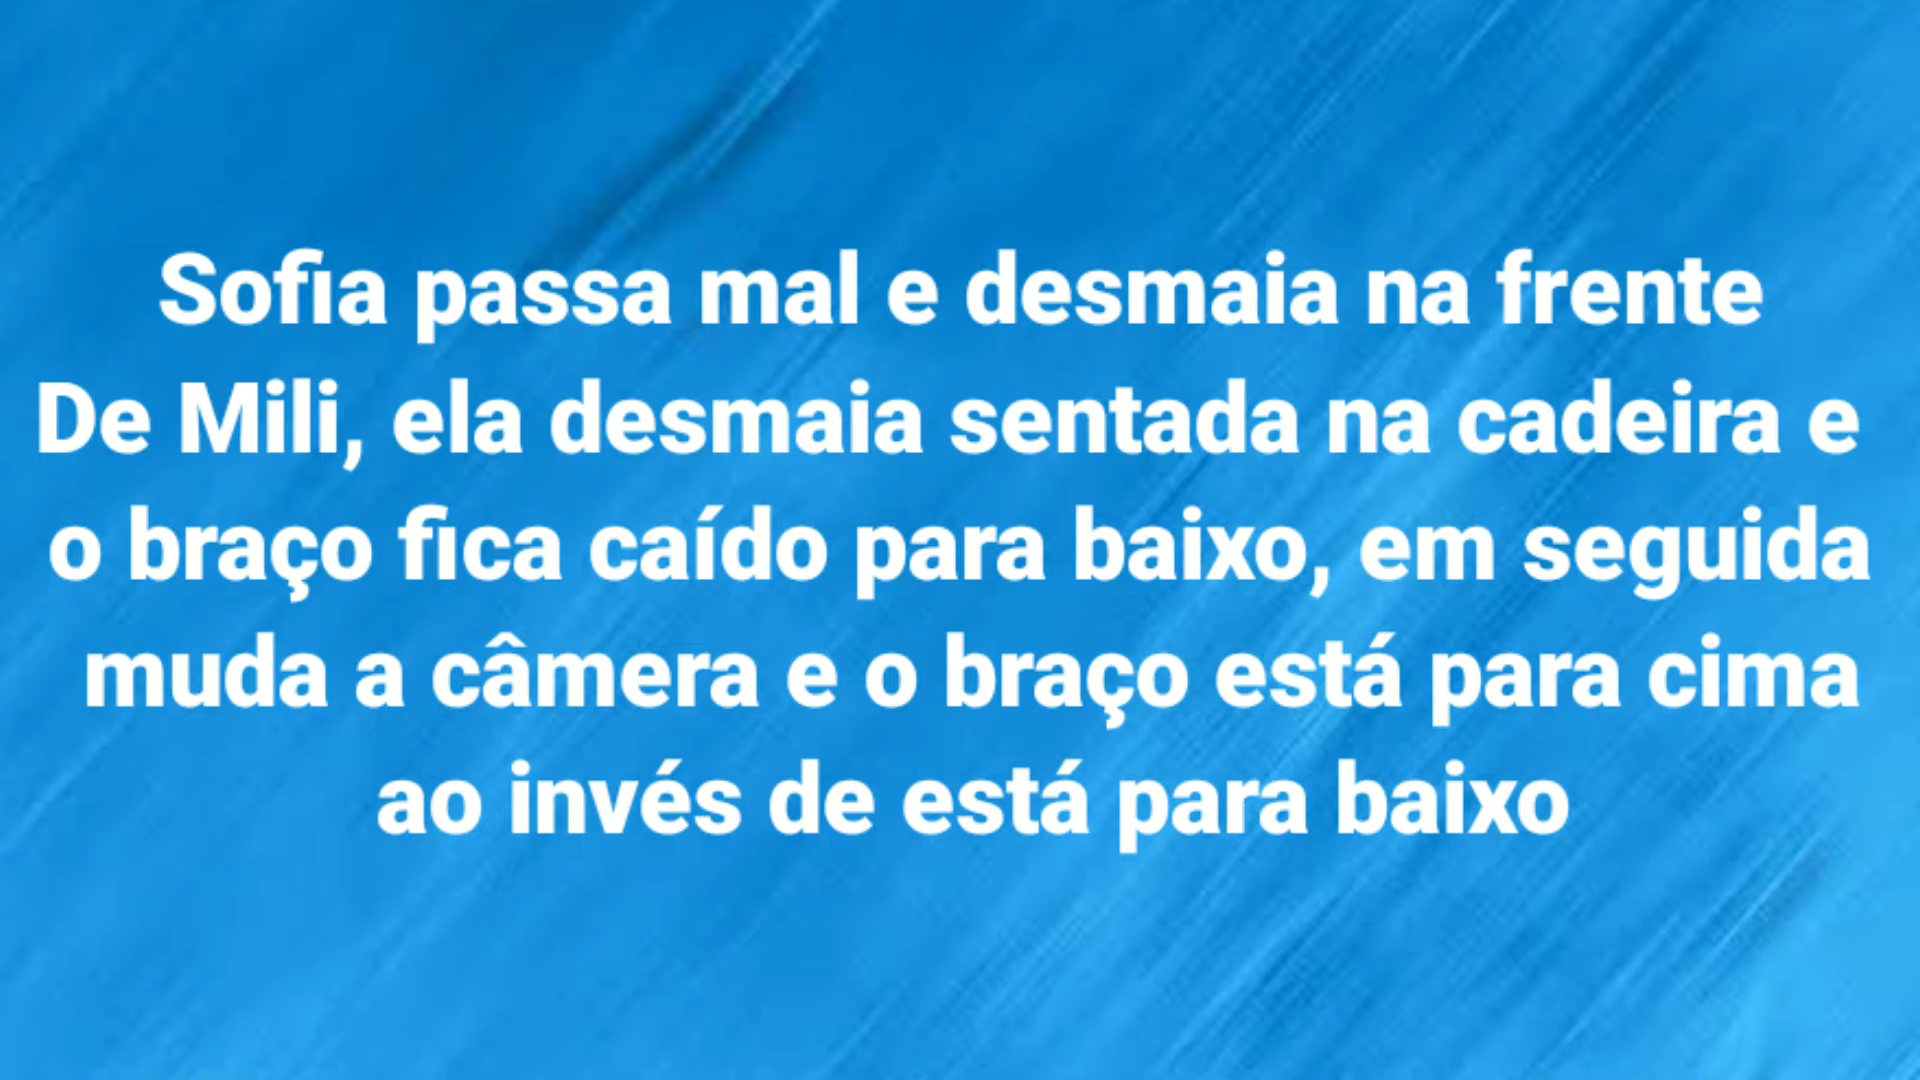 Sofia passa mal e desmaia na frente
De Mili, ela desmaia sentada na cadeira e
o braço fica caído para baixo, em seguida
muda a câmera e o braço está para cima
ao invés de está para baixo